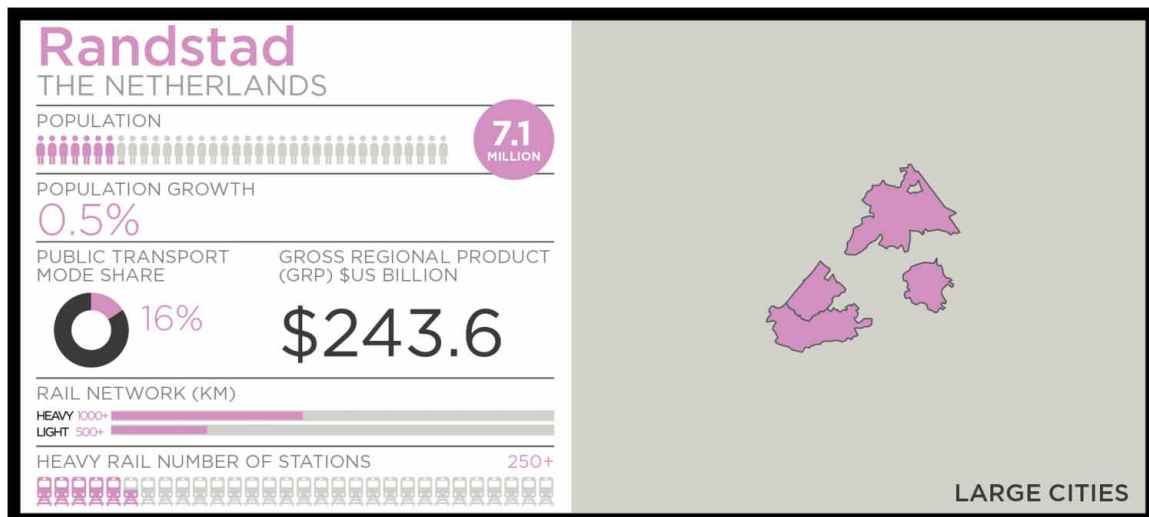 Randstad
THE NETHERLANDS
POPULATION
7.1
MILLION
POPULATION GROWTH
0.5%
PUBLIC TRANSPORT
MODE SHARE
16%
GROSS REGIONAL PRODUCT
(GRP) $US BILLION
$243.6
RAIL NETWORK (KM)
HEAVY 1000+
LIGHT 500+
HEAVY RAIL NUMBER OF STATIONS 250+
LARGE CITIES